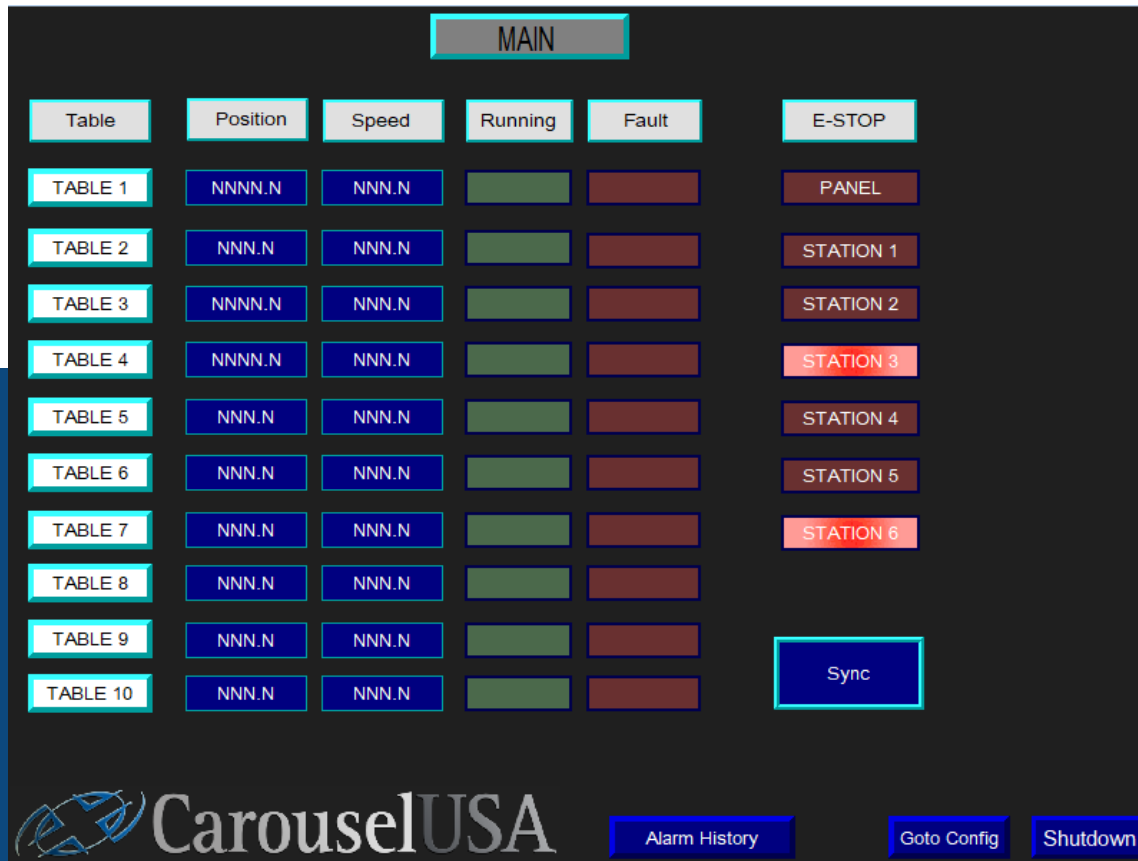 MAIN
Table Position Speed Running Fault E-STOP
TABLE 1 NNNN.N NNN.N PANEL
TABLE 2 NNN.N NNN.N STATION 1
TABLE 3 NNNN.N NNN.N STATION 2
TABLE 4 NNNN.N NNN.N STATION 3
TABLE 5 NNN.N NNN.N STATION 4
TABLE 6 NNN.N NNN.N STATION 5
TABLE 7 NNN.N NNN.N STATION 6
TABLE 8 NNN.N NNN.N
TABLE 9 NNN.N NNN.N
TABLE 10 NNN.N NNN.N
Sync
CarouselUSA
Alarm History Goto Config Shutdown